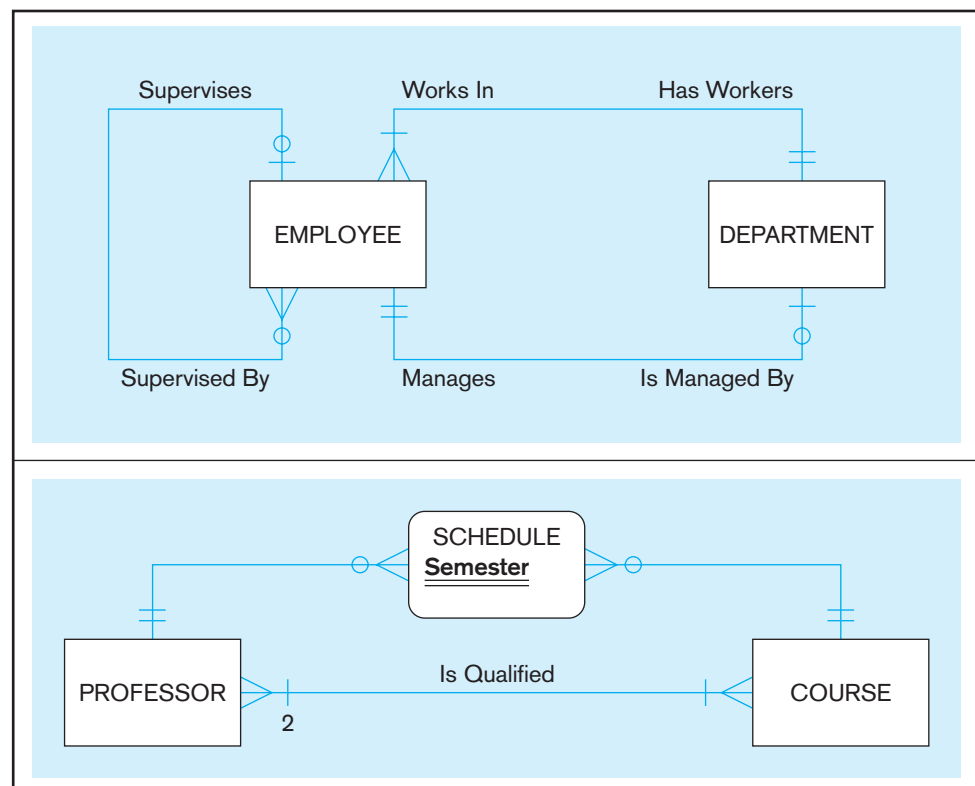 Supervises
Works In
Has Workers
EMPLOYEE
DEPARTMENT
Supervised By
Manages
Is Managed By
SCHEDULE
Semester
PROFESSOR
Is Qualified
COURSE
2